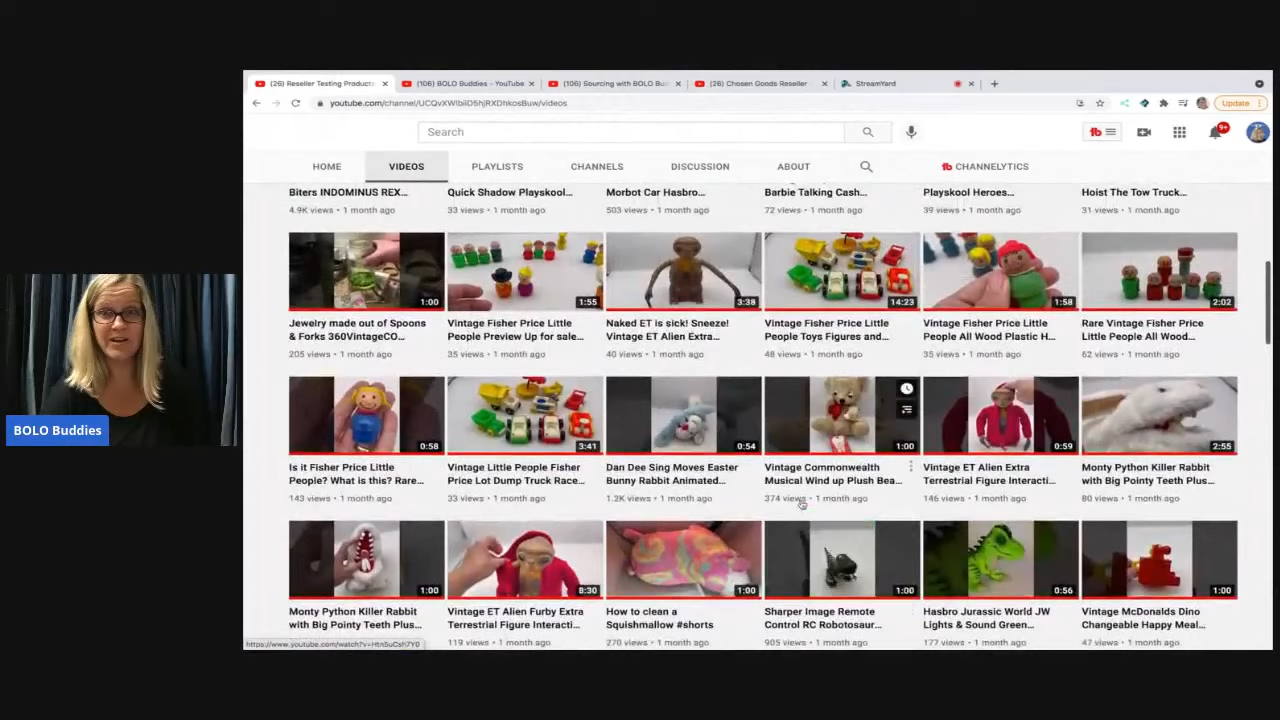 (26) Reseller Testing Products
(106) BOLO Buddies - YouTube
(106) Sourcing with BOLO Bu
(26) Chosen Goods Reseller -
StreamYard
youtube.com/channel/UCQvXWlbiiD5hjRXDhkosBuw/videos
Update
Search
9+
HOME
VIDEOS
PLAYLISTS
CHANNELS
DISCUSSION
ABOUT
tb CHANNELYTICS
Biters INDOMINUS REX...
4.9K views • 1 month ago
Quick Shadow Playskool...
33 views • 1 month ago
Morbot Car Hasbro...
503 views • 1 month ago
Barbie Talking Cash...
72 views • 1 month ago
Playskool Heroes...
39 views • 1 month ago
Hoist The Tow Truck...
31 views • 1 month ago
1:00
Jewelry made out of Spoons
& Forks 360VintageCO...
205 views • 1 month ago
1:55
Vintage Fisher Price Little
People Preview Up for sale...
35 views • 1 month ago
3:38
Naked ET is sick! Sneeze!
Vintage ET Alien Extra...
40 views • 1 month ago
14:23
Vintage Fisher Price Little
People Toys Figures and...
48 views • 1 month ago
1:58
Vintage Fisher Price Little
People All Wood Plastic H...
35 views • 1 month ago
2:02
Rare Vintage Fisher Price
Little People All Wood...
62 views • 1 month ago
0:58
Is it Fisher Price Little
People? What is this? Rare...
143 views • 1 month ago
3:41
Vintage Little People Fisher
Price Lot Dump Truck Race...
33 views • 1 month ago
0:54
Dan Dee Sing Moves Easter
Bunny Rabbit Animated...
1.2K views • 1 month ago
1:00
Vintage Commonwealth
Musical Wind up Plush Bea...
374 views • 1 month ago
0:59
Vintage ET Alien Extra
Terrestrial Figure Interacti...
146 views • 1 month ago
2:55
Monty Python Killer Rabbit
with Big Pointy Teeth Plus...
80 views • 1 month ago
1:00
Monty Python Killer Rabbit
with Big Pointy Teeth Plus...
8:30
Vintage ET Alien Furby Extra
Terrestrial Figure Interacti...
119 views • 1 month ago
1:00
How to clean a
Squishmallow #shorts
270 views • 1 month ago
1:00
Sharper Image Remote
Control RC Robotosaur...
905 views • 1 month ago
0:56
Hasbro Jurassic World JW
Lights & Sound Green...
177 views • 1 month ago
1:00
Vintage McDonalds Dino
Changeable Happy Meal...
47 views • 1 month ago
BOLO Buddies